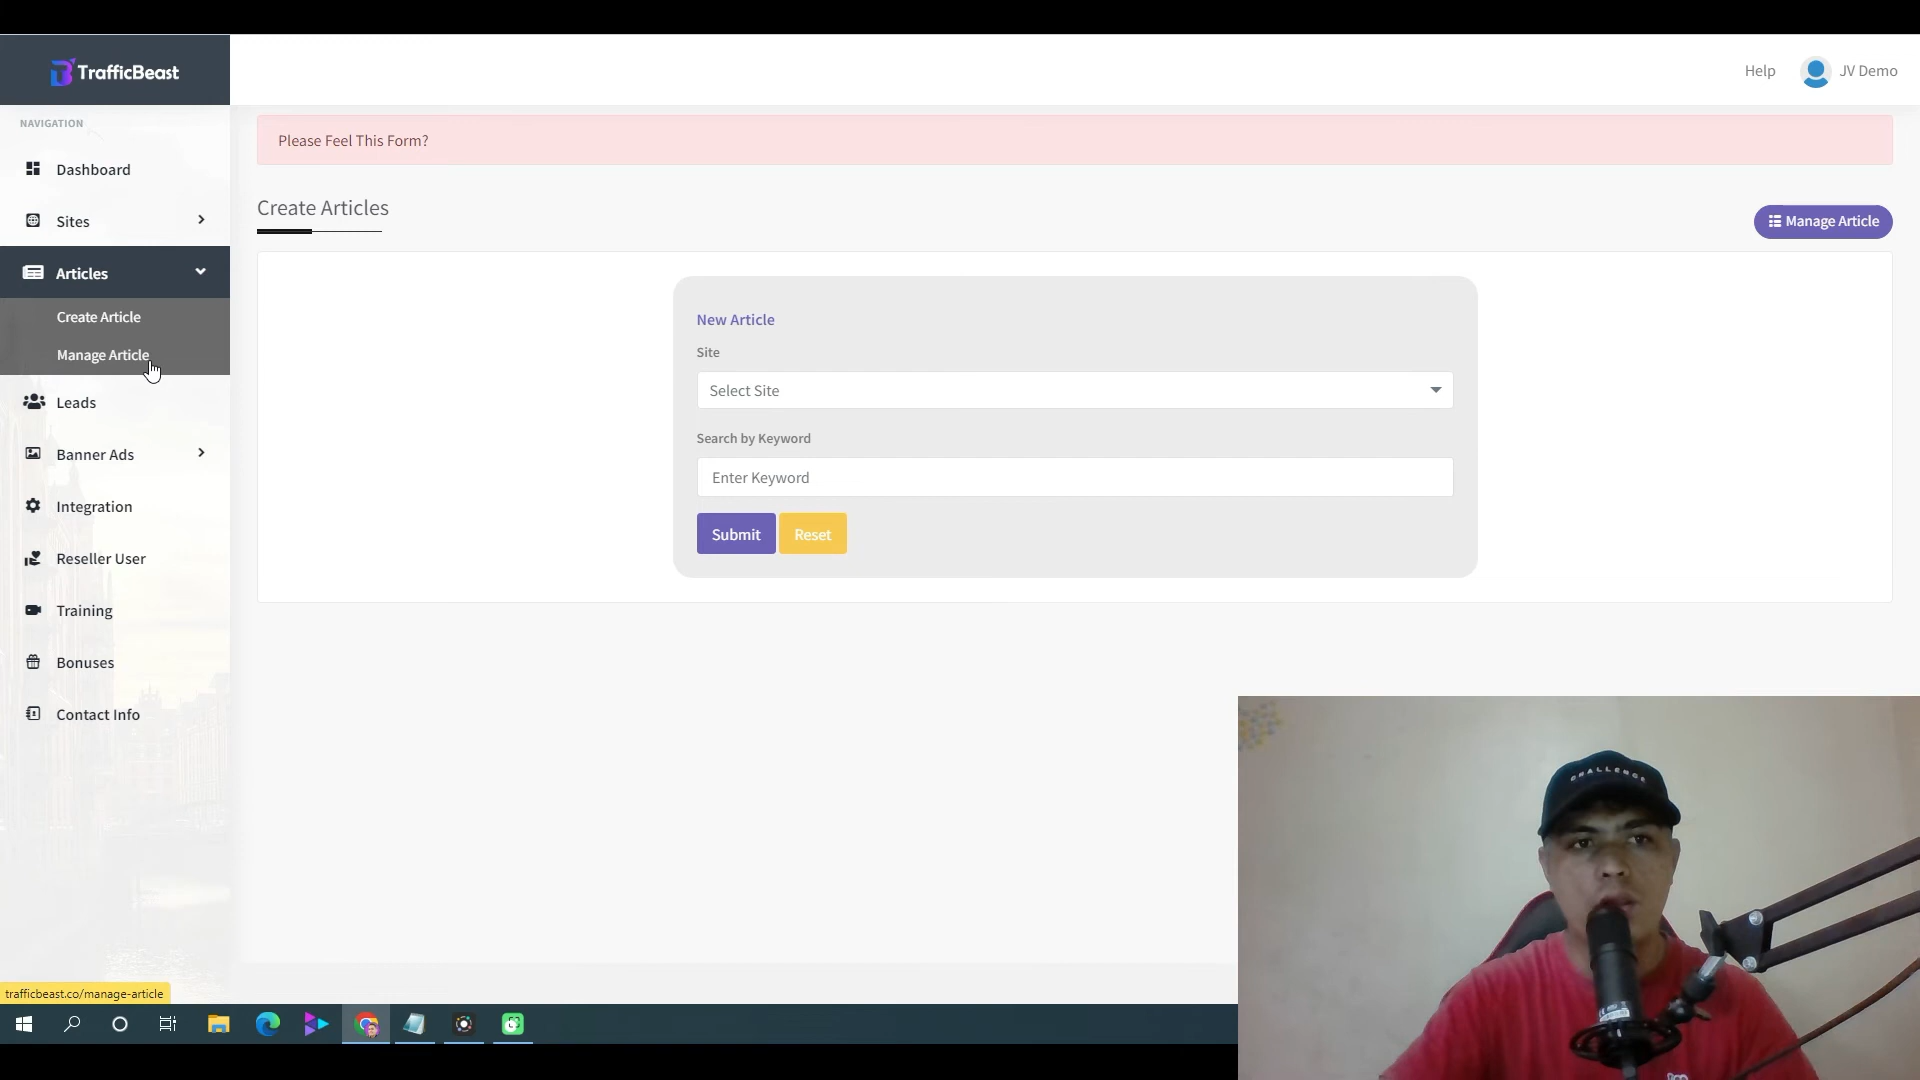 TrafficBeast
Help
JV Demo
NAVIGATION
Please Feel This Form?
Dashboard
Create Articles
Sites
Manage Article
Articles
Create Article
New Article
Site
Manage Article
Select Site
Leads
Search by Keyword
Banner Ads
Enter Keyword
Integration
Submit
Reset
Reseller User
Training
Bonuses
Contact Info
CHALLENGE
trafficbeast.co/manage-article